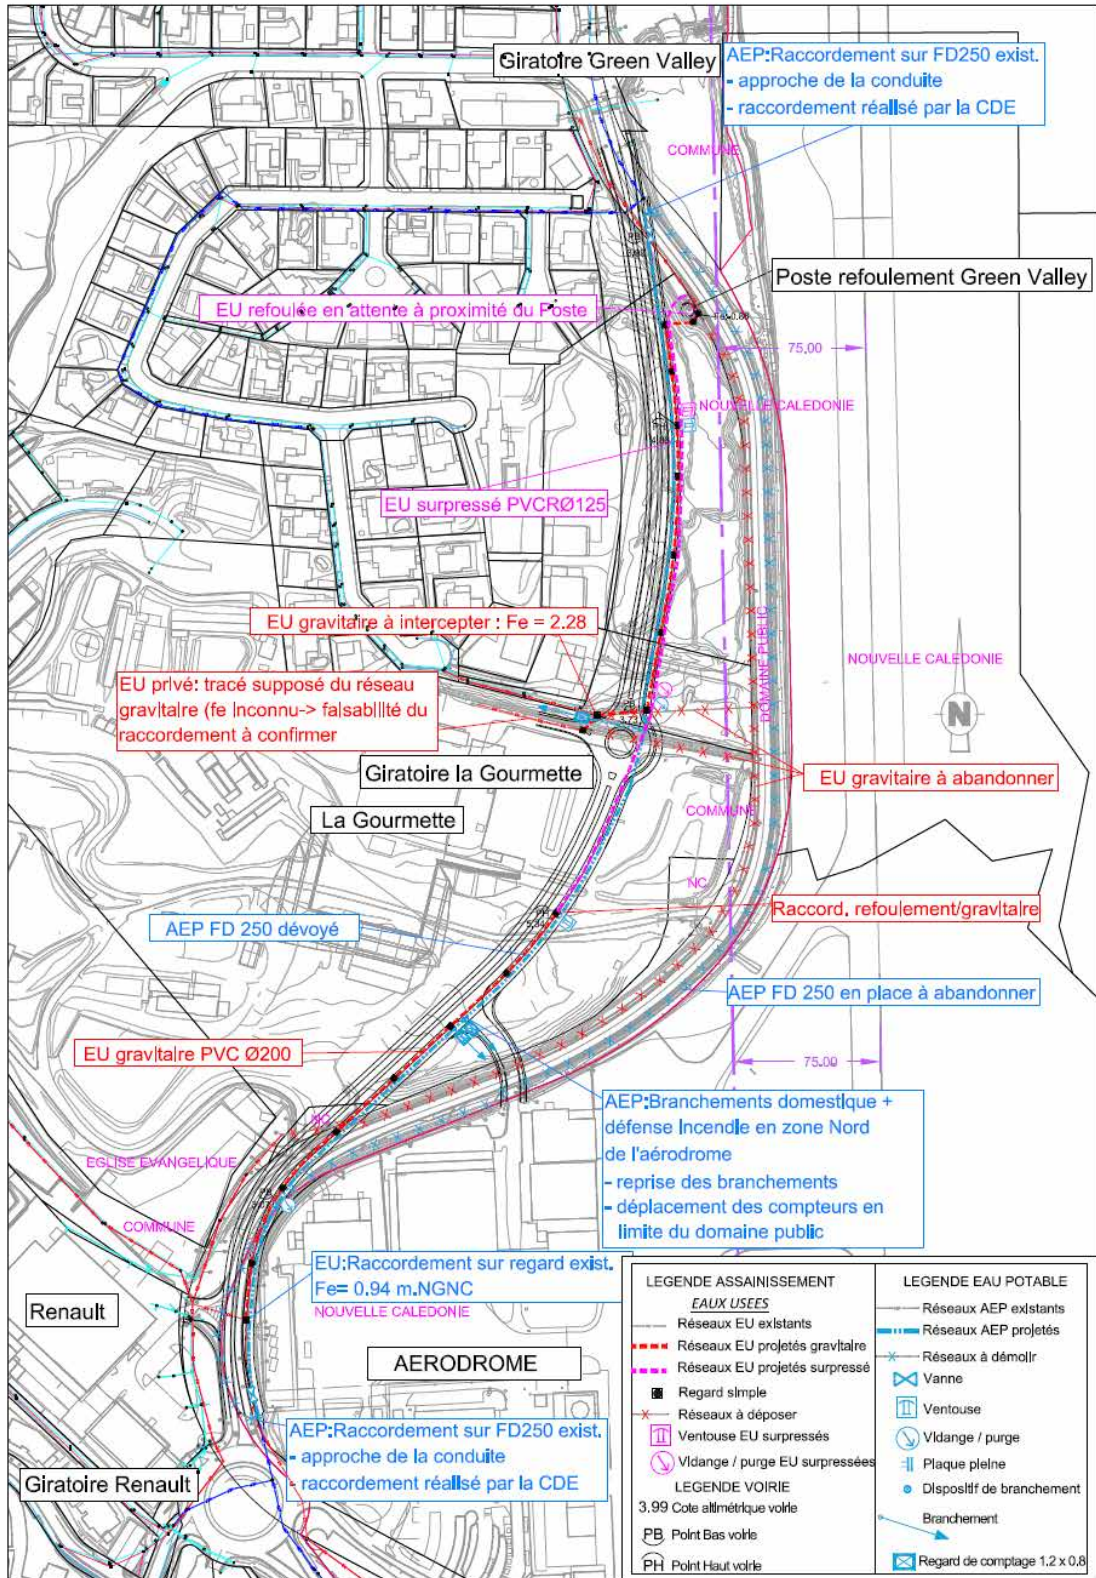 Giratoire Green Valley
AEP:Raccordement sur FD250 exist.
- approche de la conduite
- raccordement réalisé par la CDE
COMMUNE
PB
Poste refoulement Green Valley
EU refoulée en attente à proximité du Poste
75,00
NOUVELLE CALEDONIE
EU surpressé PVCRØ125
EU gravitaire à intercepter : Fe = 2.28
DOMAINE PUBLIC
NOUVELLE CALEDONIE
EU privé: tracé supposé du réseau
gravitaire (fe inconnu-> faisabilité du
raccordement à confirmer
N
3.73
Giratoire la Gourmette
EU gravitaire à abandonner
COMMUNE
La Gourmette
NC
Raccord. refoulement/gravitaire
PH
5.34
AEP FD 250 dévoyé
AEP FD 250 en place à abandonner
EU gravitaire PVC Ø200
75.00
AEP:Branchements domestique +
défense Incendie en zone Nord
de l'aérodrome
- reprise des branchements
- déplacement des compteurs en
limite du domaine public
NC
EGLISE EVANGELIQUE
PB
COMMUNE
EU:Raccordement sur regard exist.
Fe= 0.94 m.NGNC
NOUVELLE CALEDONIE
Renault
AERODROME
AEP:Raccordement sur FD250 exist.
- approche de la conduite
- raccordement réalisé par la CDE
Giratoire Renault
LEGENDE ASSAINISSEMENT
EAUX USEES
Réseaux EU existants
Réseaux EU projetés gravitaire
Réseaux EU projetés surpressé
Regard simple
Réseaux à déposer
Ventouse EU surpressés
Vidange / purge EU surpressées
LEGENDE VOIRIE
3.99 Cote altimétrique voirie
PB Point Bas voirie
PH Point Haut voirie
LEGENDE EAU POTABLE
Réseaux AEP existants
Réseaux AEP projetés
Réseaux à démolir
Vanne
Ventouse
Vidange / purge
Plaque pleine
Dispositif de branchement
Branchement
Regard de comptage 1.2 x 0.8